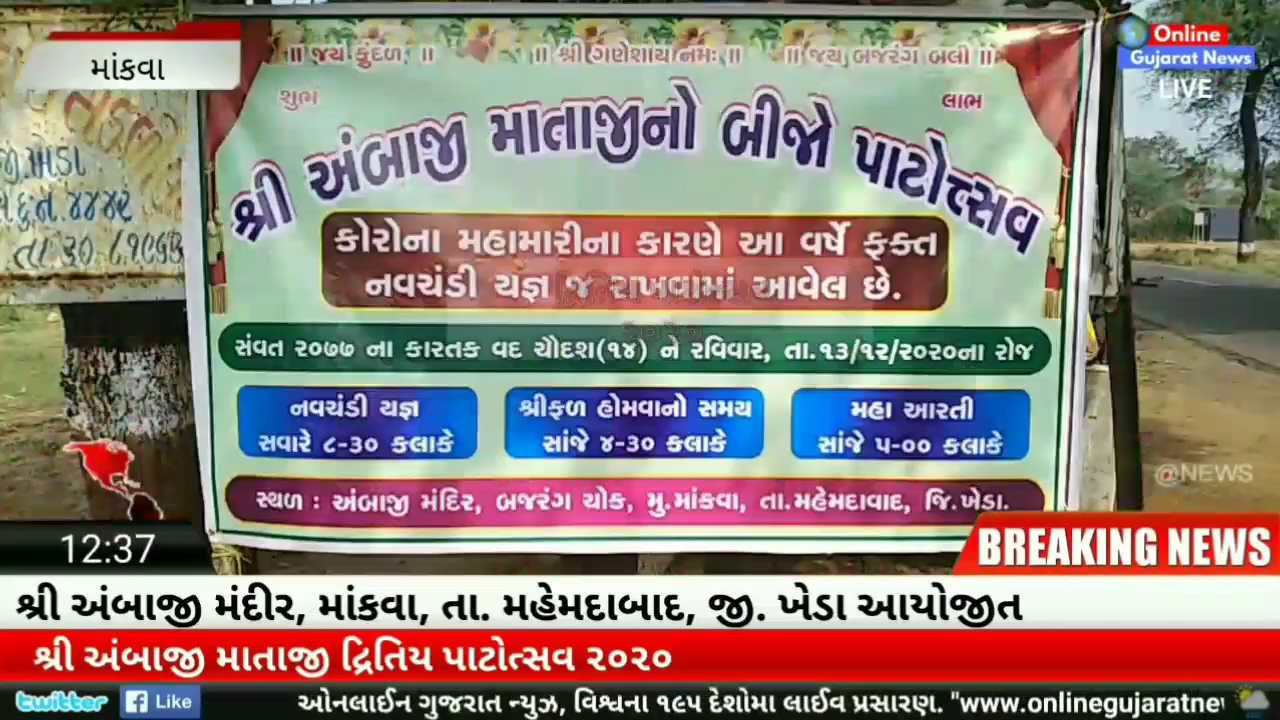 માંકવા
Online
Gujarat News
LIVE
॥ જય કુંદળ ॥ ॥ શ્રી ગણેશાય નમઃ ॥ ॥ જય બજરંગ બલી ॥
શુભ
લાભ
શ્રી અંબાજી માતાજીનો બીજો પાટોત્સવ
કોરોના મહામારીના કારણે આ વર્ષે ફક્ત
નવચંડી યજ્ઞ જ રાખવામાં આવેલ છે.
સંવત ૨૦૭૭ ના કારતક વદ ચૌદશ(૧૪) ને રવિવાર, તા.૧૩/૧૨/૨૦૨૦ના રોજ
નવચંડી યજ્ઞ
સવારે ૮-૩૦ કલાકે
શ્રીફળ હોમવાનો સમય
સાંજે ૪-૩૦ કલાકે
મહા આરતી
સાંજે ૫-૦૦ કલાકે
સ્થળ : અંબાજી મંદિર, બજરંગ ચોક, મુ.માંકવા, તા.મહેમદાવાદ, જિ.ખેડા.
@NEWS
12:37
BREAKING NEWS
શ્રી અંબાજી મંદીર, માંકવા, તા. મહેમદાબાદ, જી. ખેડા આયોજીત
શ્રી અંબાજી માતાજી દ્રિતિય પાટોત્સવ ૨૦૨૦
twitter
Like
ઓનલાઈન ગુજરાત ન્યુઝ, વિશ્વના ૧૯૫ દેશોમા લાઈવ પ્રસારણ. "www.onlinegujaratnew